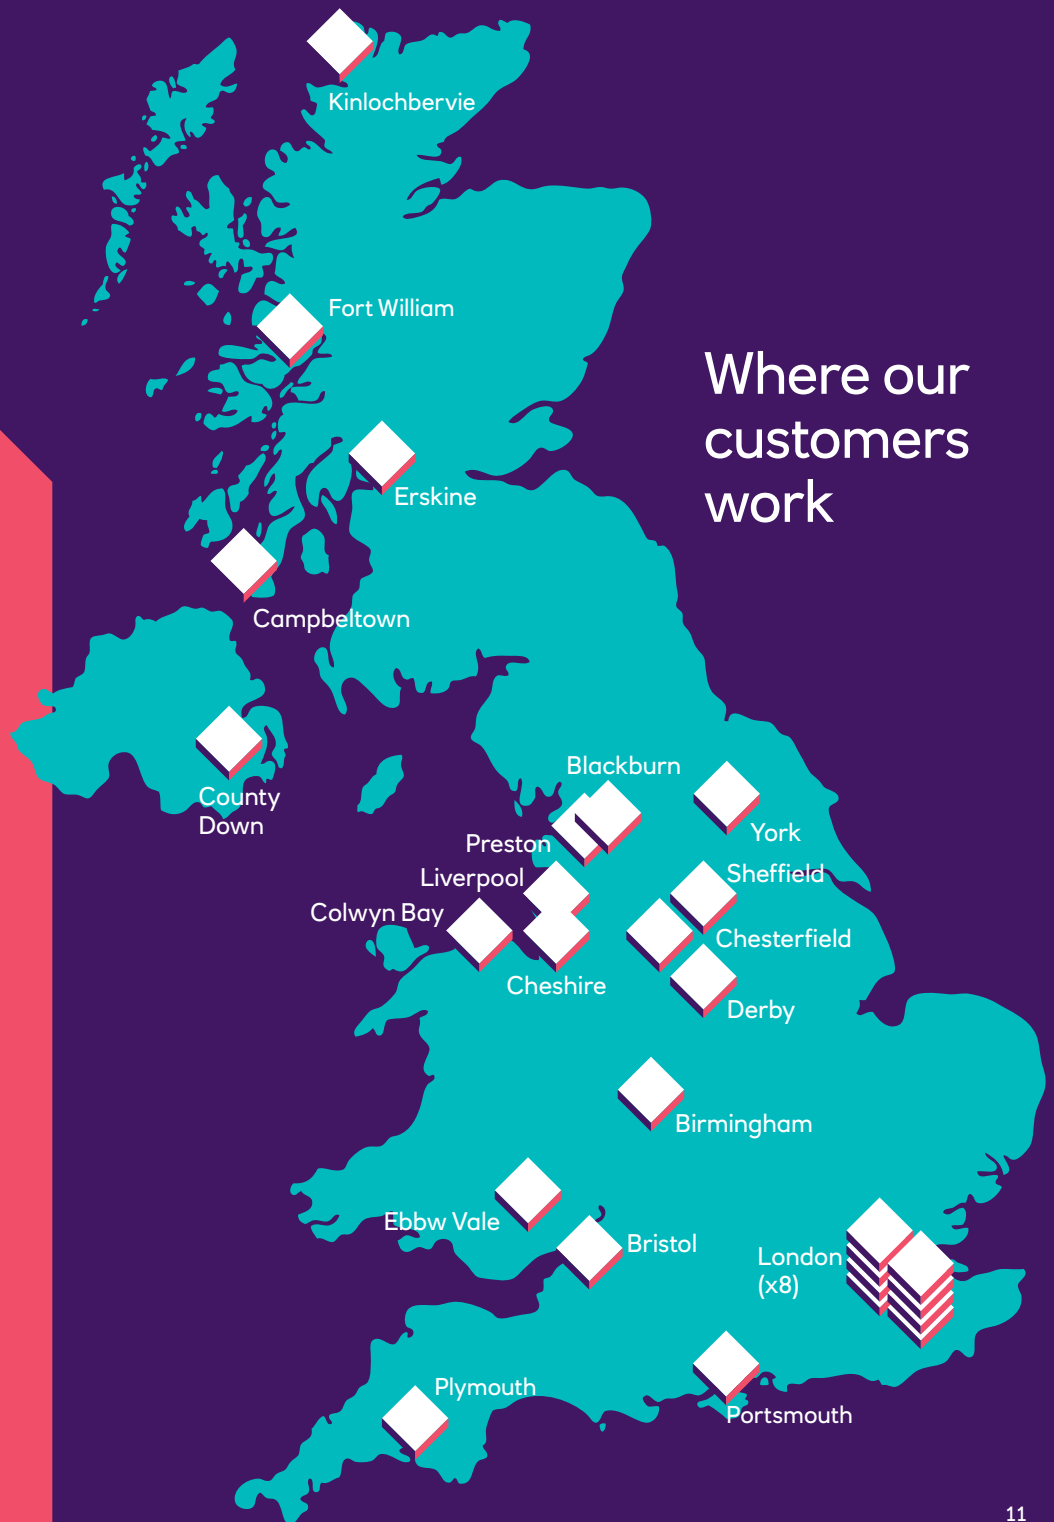 Kinlochbervie
Fort William
Where our
customers
work
Erskine
Campbeltown
County
Down
Blackburn
York
Preston
Sheffield
Liverpool
Colwyn Bay
Chesterfield
Cheshire
Derby
Birmingham
Ebbw Vale
Bristol
London
(x8)
Plymouth
Portsmouth
11